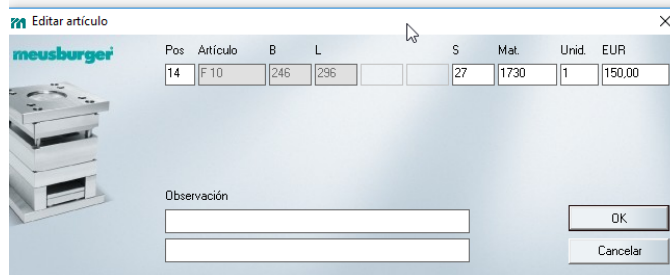 Editar artículo
meusburger
Pos Artículo B L S Mat. Unid. EUR
14 F 10 246 296 27 1730 1 150,00
Observación
OK
Cancelar